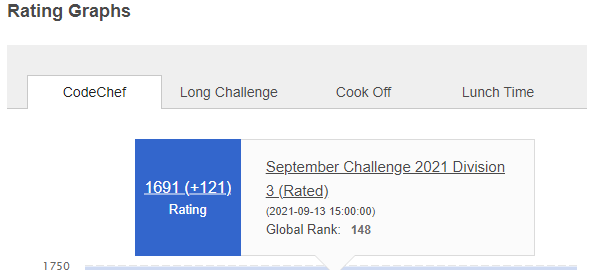 Rating Graphs
CodeChef Long Challenge Cook Off Lunch Time
1691 (+121)
Rating
September Challenge 2021 Division
3 (Rated)
(2021-09-13 15:00:00)
Global Rank: 148
1750